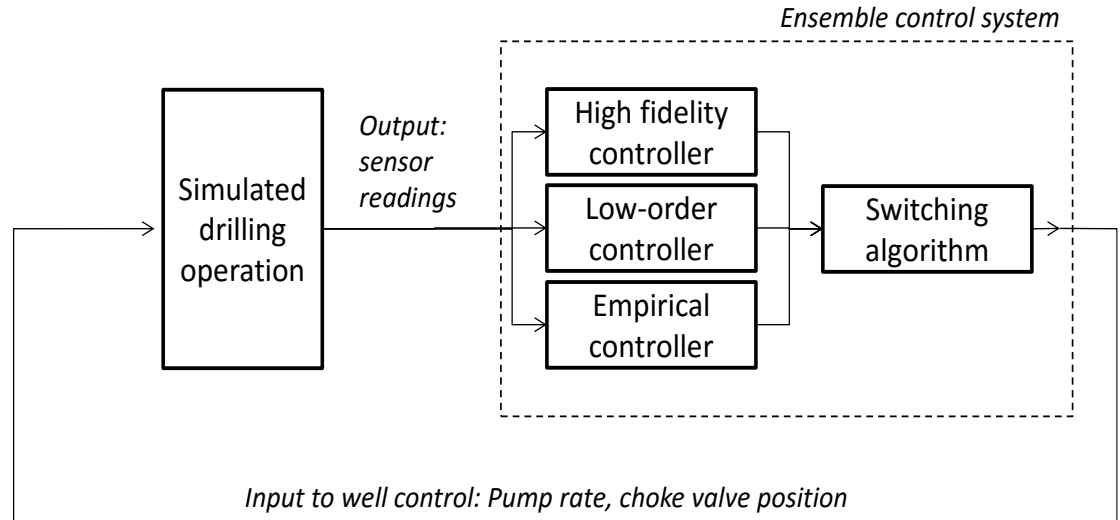 Ensemble control system
Simulated
drilling
operation
Output:
sensor
readings
High fidelity
controller
Low-order
controller
Empirical
controller
Switching
algorithm
Input to well control: Pump rate, choke valve position